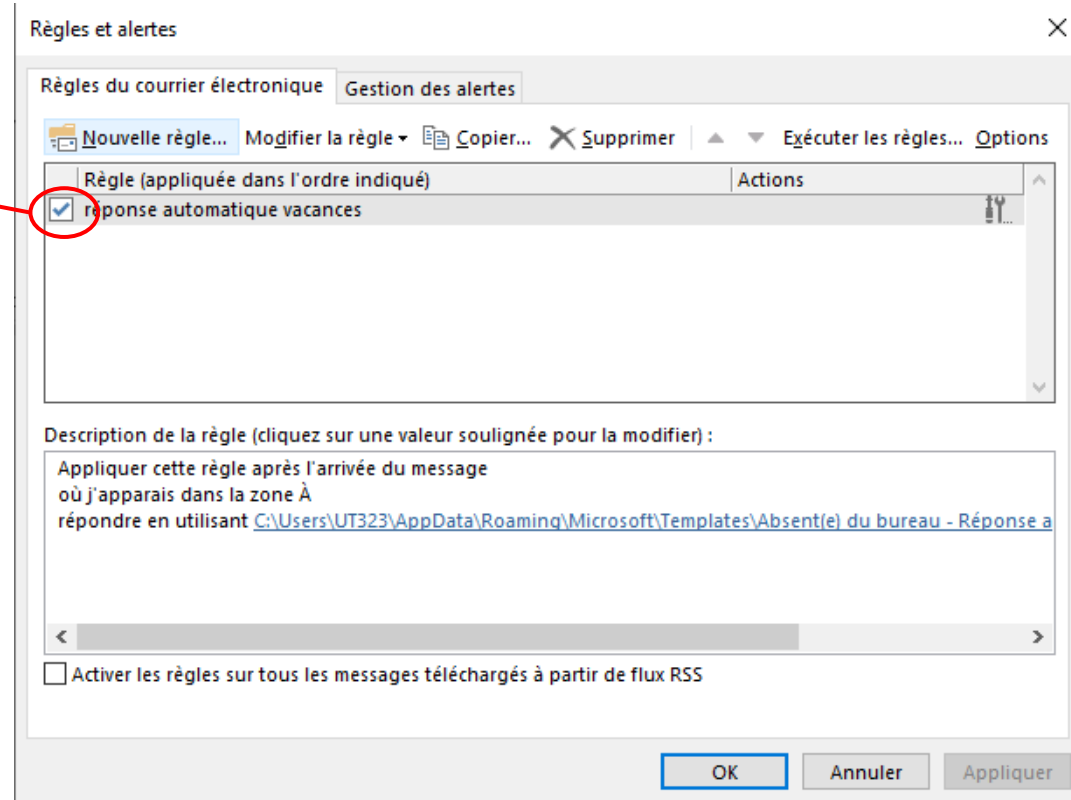 Règles et alertes
Règles du courrier électronique Gestion des alertes
Nouvelle règle... Modifier la règle Copier... Supprimer Exécuter les règles... Options
Règle (appliquée dans l'ordre indiqué) Actions
réponse automatique vacances
Description de la règle (cliquez sur une valeur soulignée pour la modifier) :
Appliquer cette règle après l'arrivée du message
où j'apparais dans la zone À
répondre en utilisant C:\Users\UT323\AppData\Roaming\Microsoft\Templates\Absent(e) du bureau - Réponse a
Activer les règles sur tous les messages téléchargés à partir de flux RSS
OK Annuler Appliquer